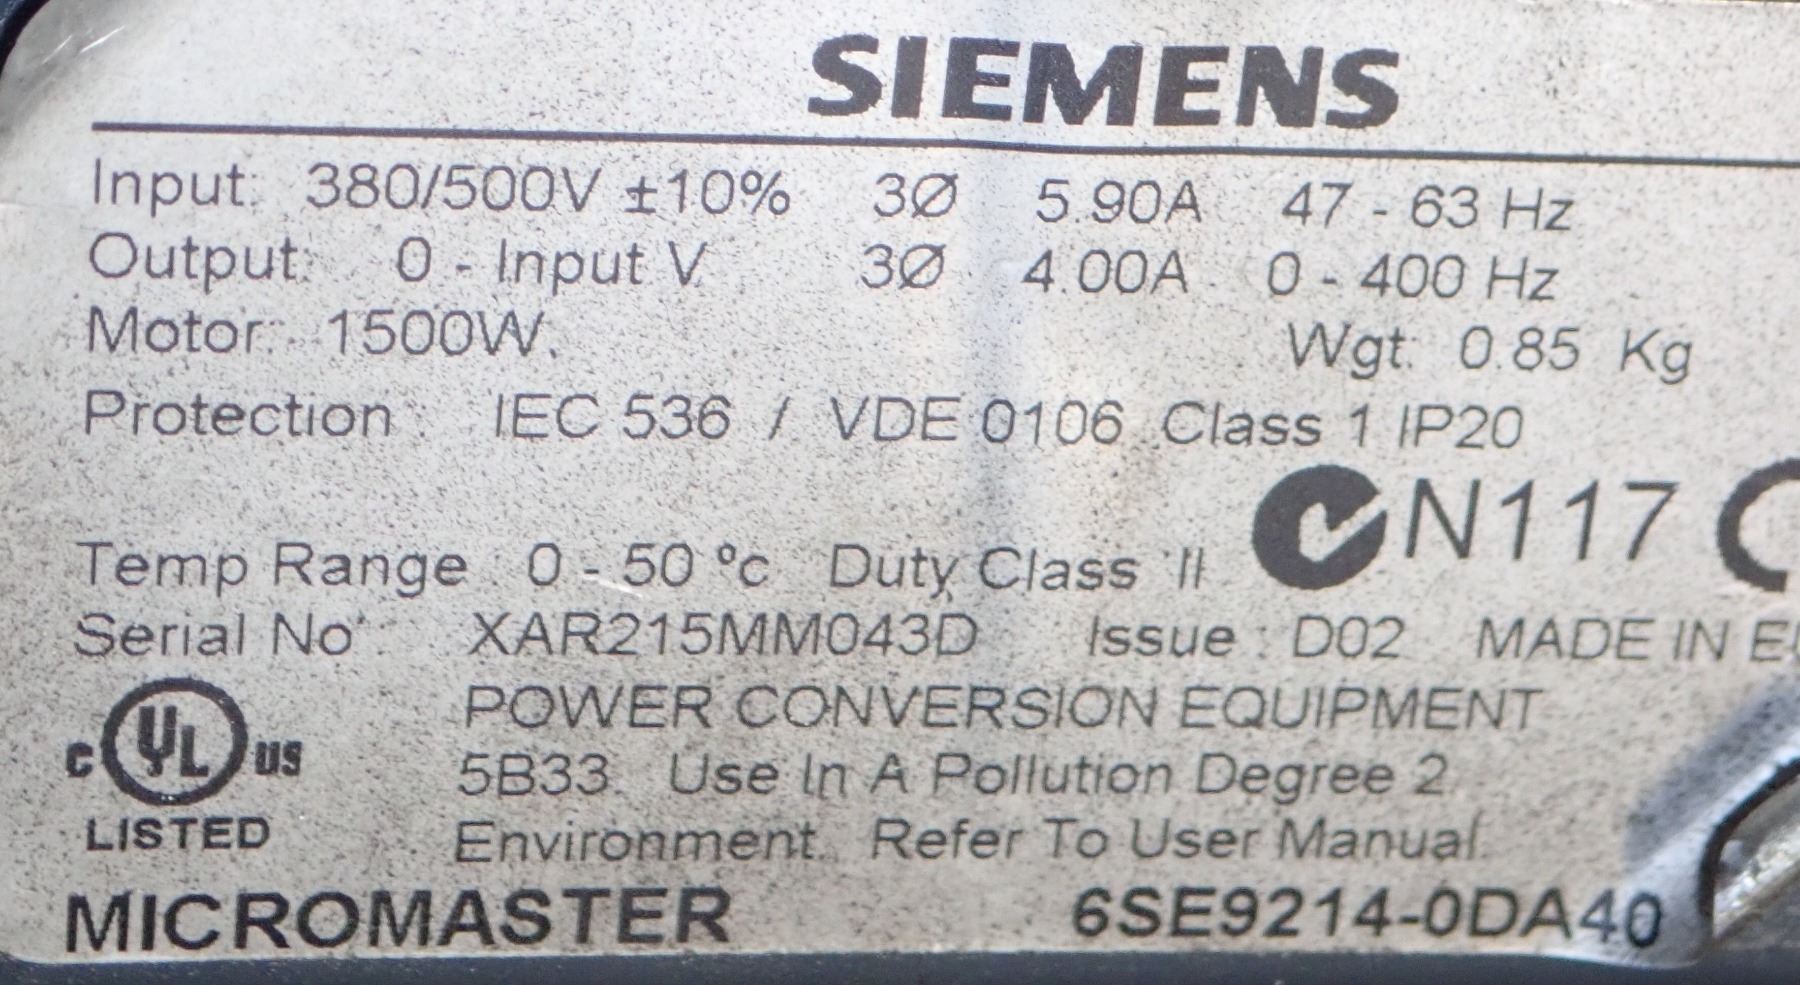 SIEMENS
Input: 380/500V ±10% 3Ø 5.90A 47 - 63 Hz
Output: 0 - Input V 3Ø 4.00A 0 - 400 Hz
Motor: 1500W. Wgt: 0.85 Kg
Protection : IEC 536 / VDE 0106 Class 1 IP20
N117
Temp Range : 0 - 50 °c Duty Class II
Serial No : XAR215MM043D Issue : D02 MADE IN
C UL US POWER CONVERSION EQUIPMENT
5B33. Use In A Pollution Degree 2
LISTED Environment. Refer To User Manual.
MICROMASTER 6SE9214-0DA40